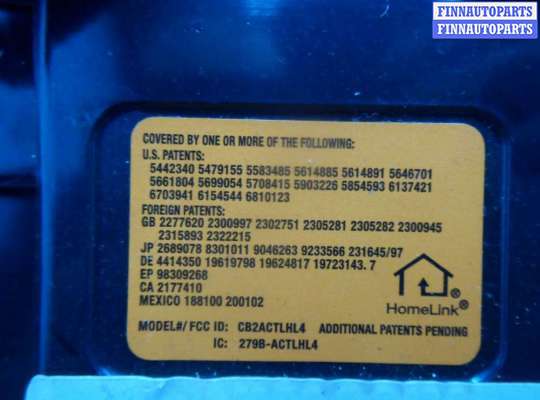 FINNAUTOPARTS
FINNAUTOPARTS
COVERED BY ONE OR MORE OF THE FOLLOWING:
U.S. PATENTS:
5442340 5479155 5583485 5614885 5614891 5646701
5661804 5699054 5708415 5903226 5854593 6137421
6703941 6154544 6810123
FOREIGN PATENTS:
GB 2277620 2300997 2302751 2305281 2305282 2300945
2315893 2322215
JP 2689078 8301011 9046263 9233566 231645/97
DE 4414350 19619798 19624817 19723143. 7
EP 98309268
CA 2177410
MEXICO 188100 200102
®
HomeLink®
MODEL#/ FCC ID: CB2ACTLHL4 ADDITIONAL PATENTS PENDING
IC: 279B-ACTLHL4